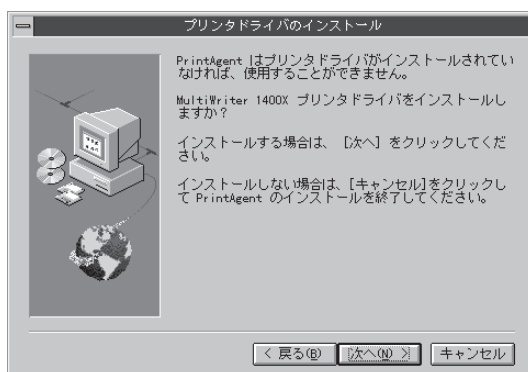 プリンタドライバのインストール
PrintAgent はプリンタドライバがインストールされてい
なければ、使用することができません。
MultiWriter 1400X プリンタドライバをインストールし
ますか？
インストールする場合は、［次へ］をクリックしてくだ
さい。
インストールしない場合は、[キャンセル]をクリックし
て PrintAgent のインストールを終了してください。
< 戻る(B) 次へ(N) > キャンセル